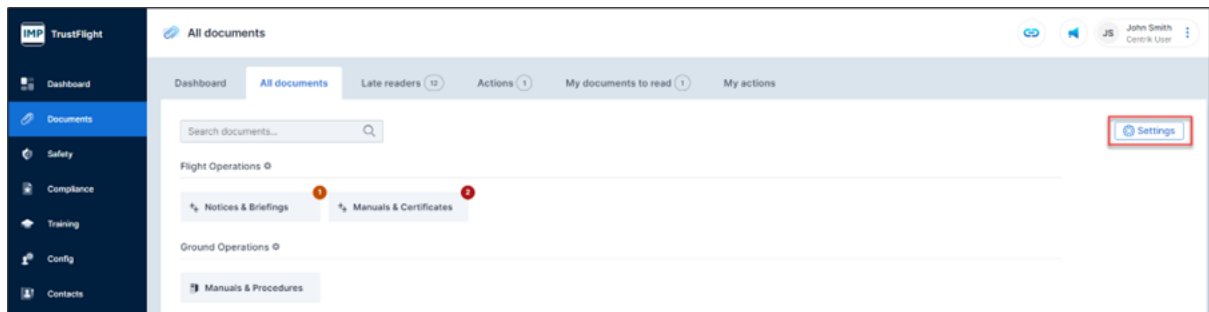 IMP TrustFlight
All documents
JS
John Smith
Centrik User
Dashboard
Documents
Safety
Compliance
Training
Config
Contacts
Dashboard All documents Late readers 12 Actions 1 My documents to read 1 My actions
Search documents...
Settings
Flight Operations
Notices & Briefings 1 Manuals & Certificates 2
Ground Operations
Manuals & Procedures